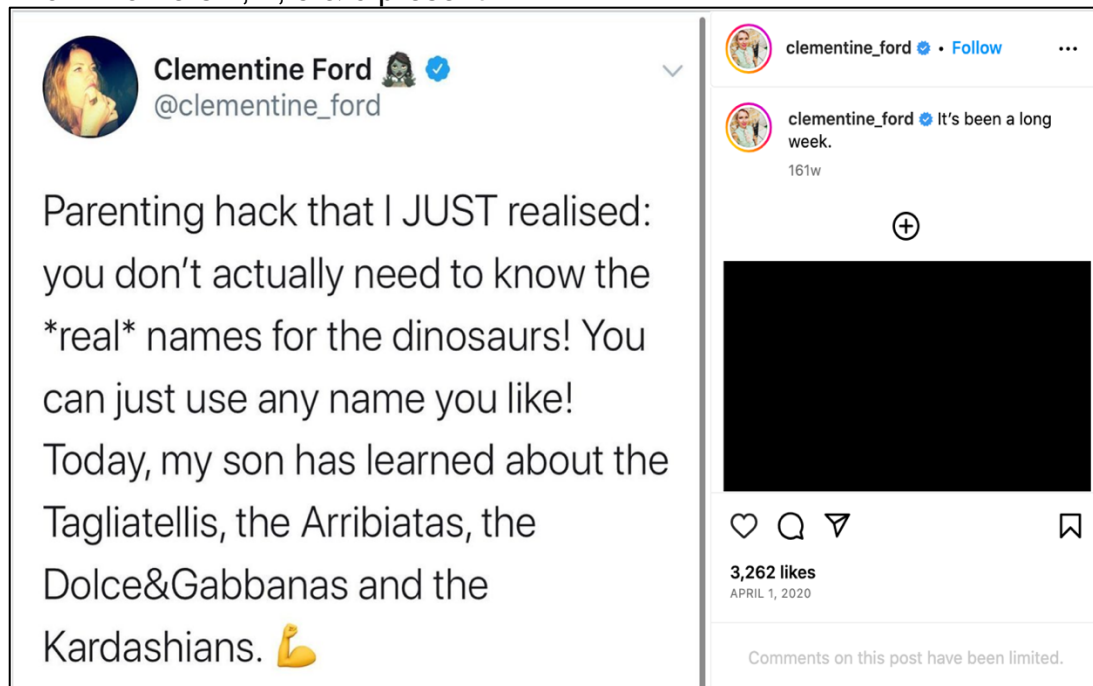 Clementine Ford
@clementine_ford
Parenting hack that I JUST realised:
you don’t actually need to know the
*real* names for the dinosaurs! You
can just use any name you like!
Today, my son has learned about the
Tagliatellis, the Arribiatas, the
Dolce&Gabbanas and the
Kardashians.
clementine_ford • Follow
clementine_ford It’s been a long
week.
161w
3,262 likes
APRIL 1, 2020
Comments on this post have been limited.